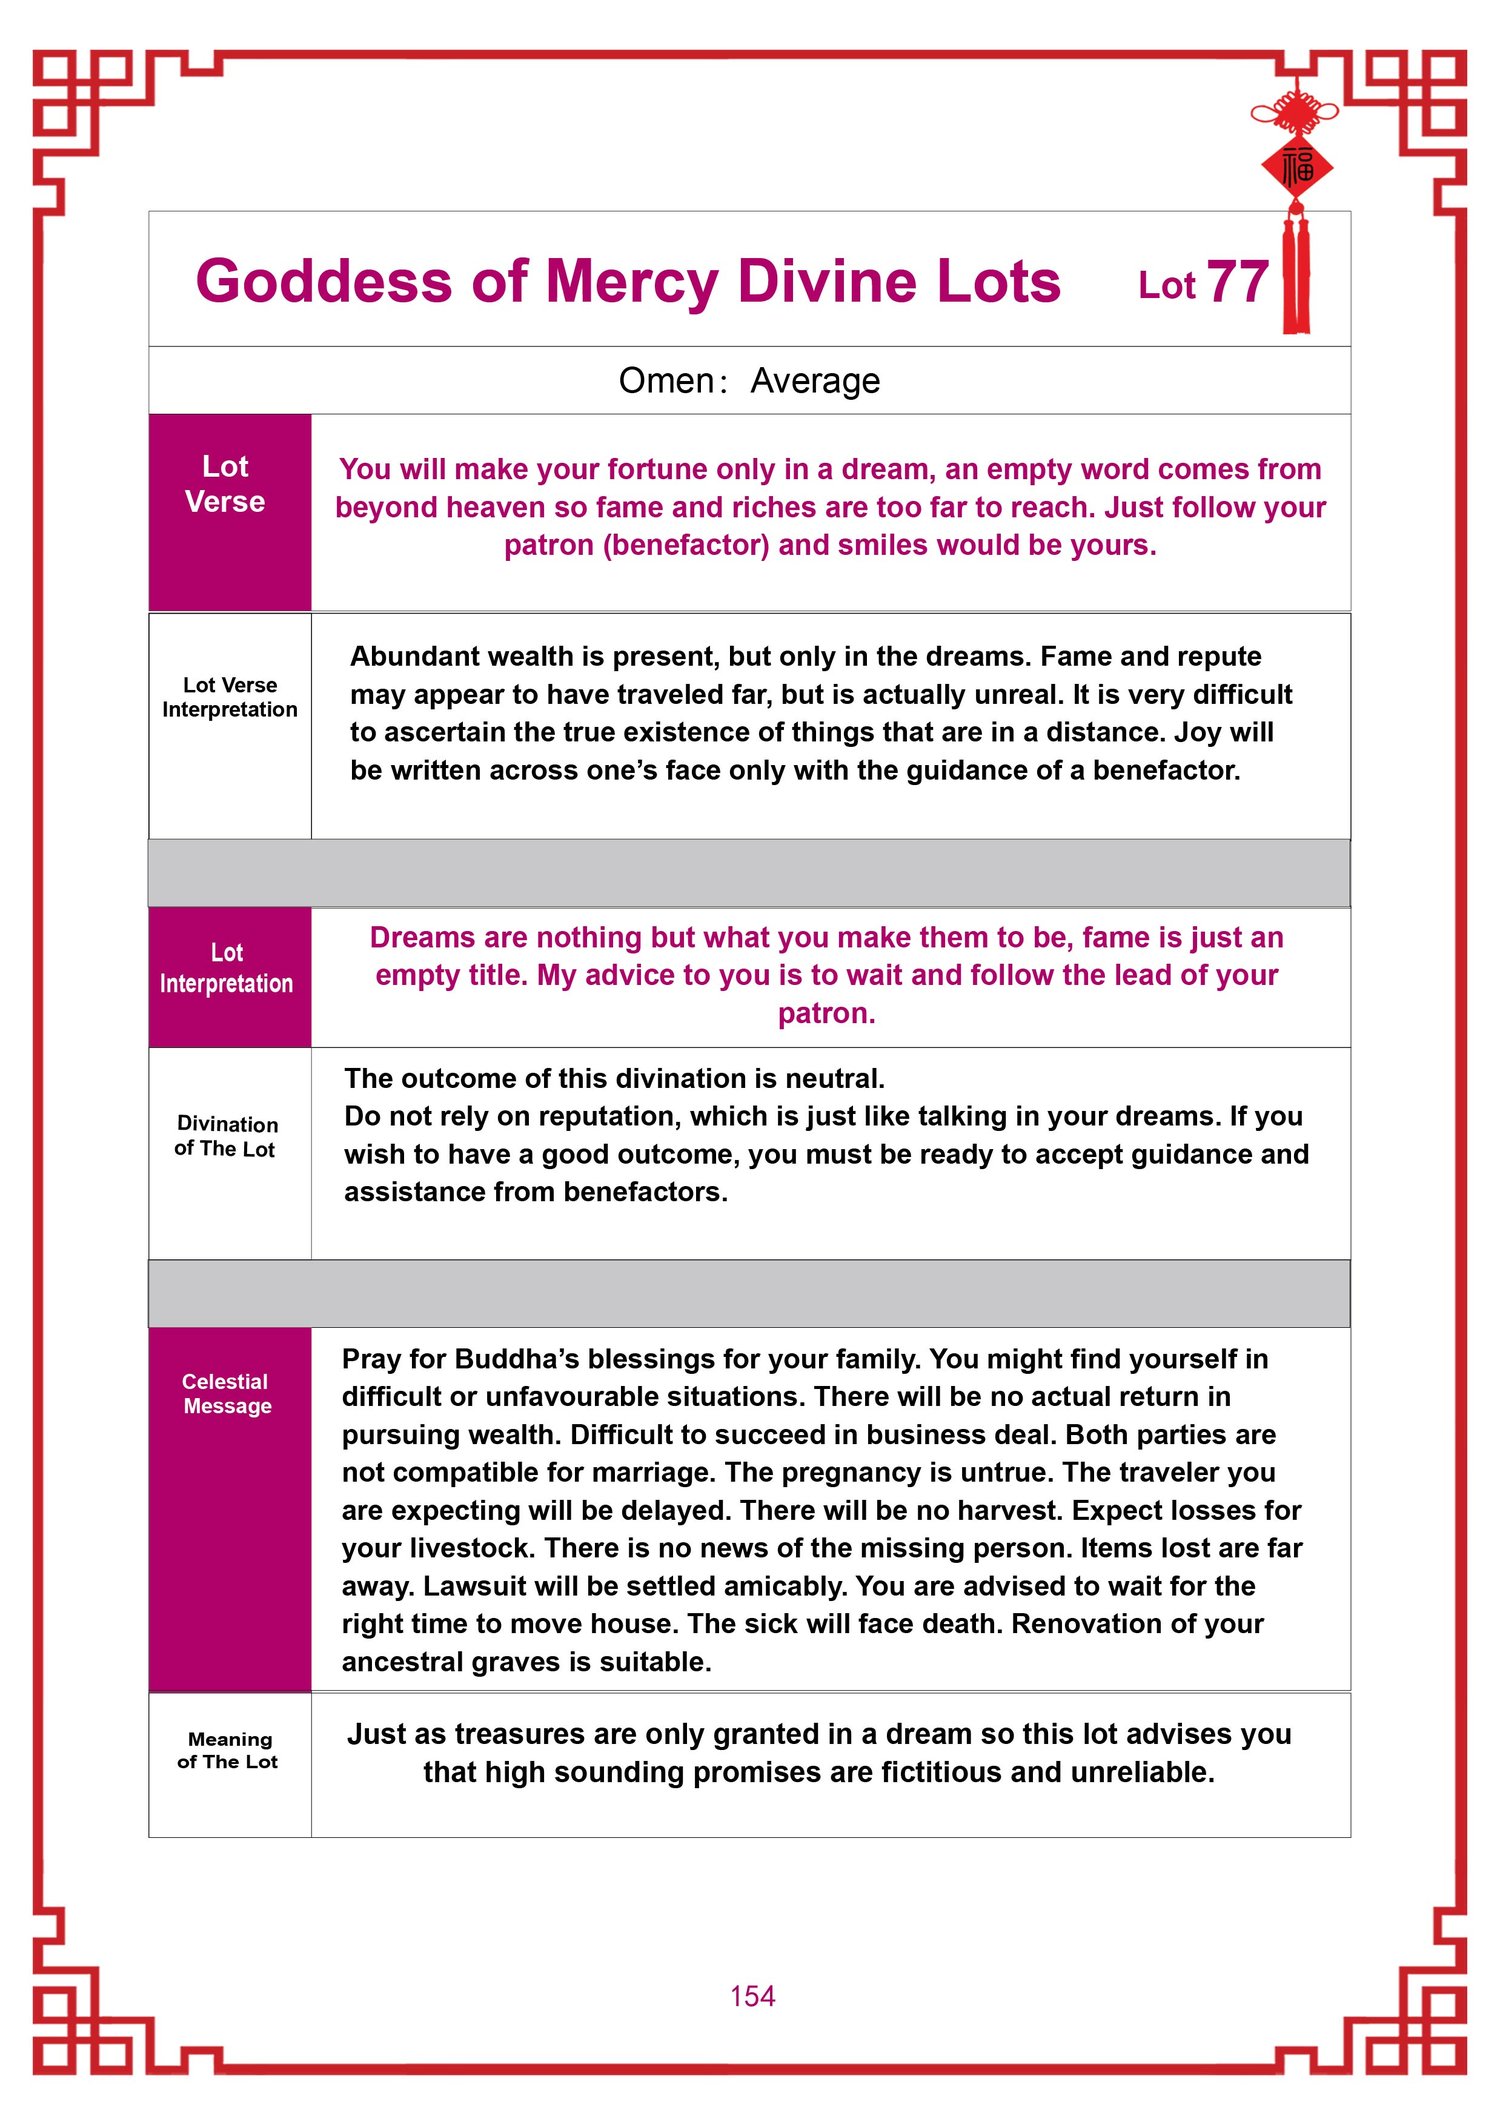 福
Goddess of Mercy Divine Lots Lot 77
Omen： Average
Lot
Verse
You will make your fortune only in a dream, an empty word comes from
beyond heaven so fame and riches are too far to reach. Just follow your
patron (benefactor) and smiles would be yours.
Lot Verse
Interpretation
Abundant wealth is present, but only in the dreams. Fame and repute
may appear to have traveled far, but is actually unreal. It is very difficult
to ascertain the true existence of things that are in a distance. Joy will
be written across one’s face only with the guidance of a benefactor.
Lot
Interpretation
Dreams are nothing but what you make them to be, fame is just an
empty title. My advice to you is to wait and follow the lead of your
patron.
Divination
of The Lot
The outcome of this divination is neutral.
Do not rely on reputation, which is just like talking in your dreams. If you
wish to have a good outcome, you must be ready to accept guidance and
assistance from benefactors.
Celestial
Message
Pray for Buddha’s blessings for your family. You might find yourself in
difficult or unfavourable situations. There will be no actual return in
pursuing wealth. Difficult to succeed in business deal. Both parties are
not compatible for marriage. The pregnancy is untrue. The traveler you
are expecting will be delayed. There will be no harvest. Expect losses for
your livestock. There is no news of the missing person. Items lost are far
away. Lawsuit will be settled amicably. You are advised to wait for the
right time to move house. The sick will face death. Renovation of your
ancestral graves is suitable.
Meaning
of The Lot
Just as treasures are only granted in a dream so this lot advises you
that high sounding promises are fictitious and unreliable.
154